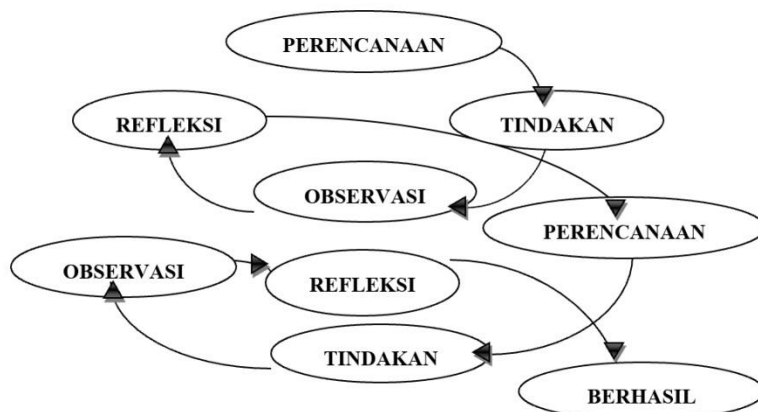 PERENCANAAN
REFLEKSI
TINDAKAN
OBSERVASI
PERENCANAAN
OBSERVASI
REFLEKSI
TINDAKAN
BERHASIL